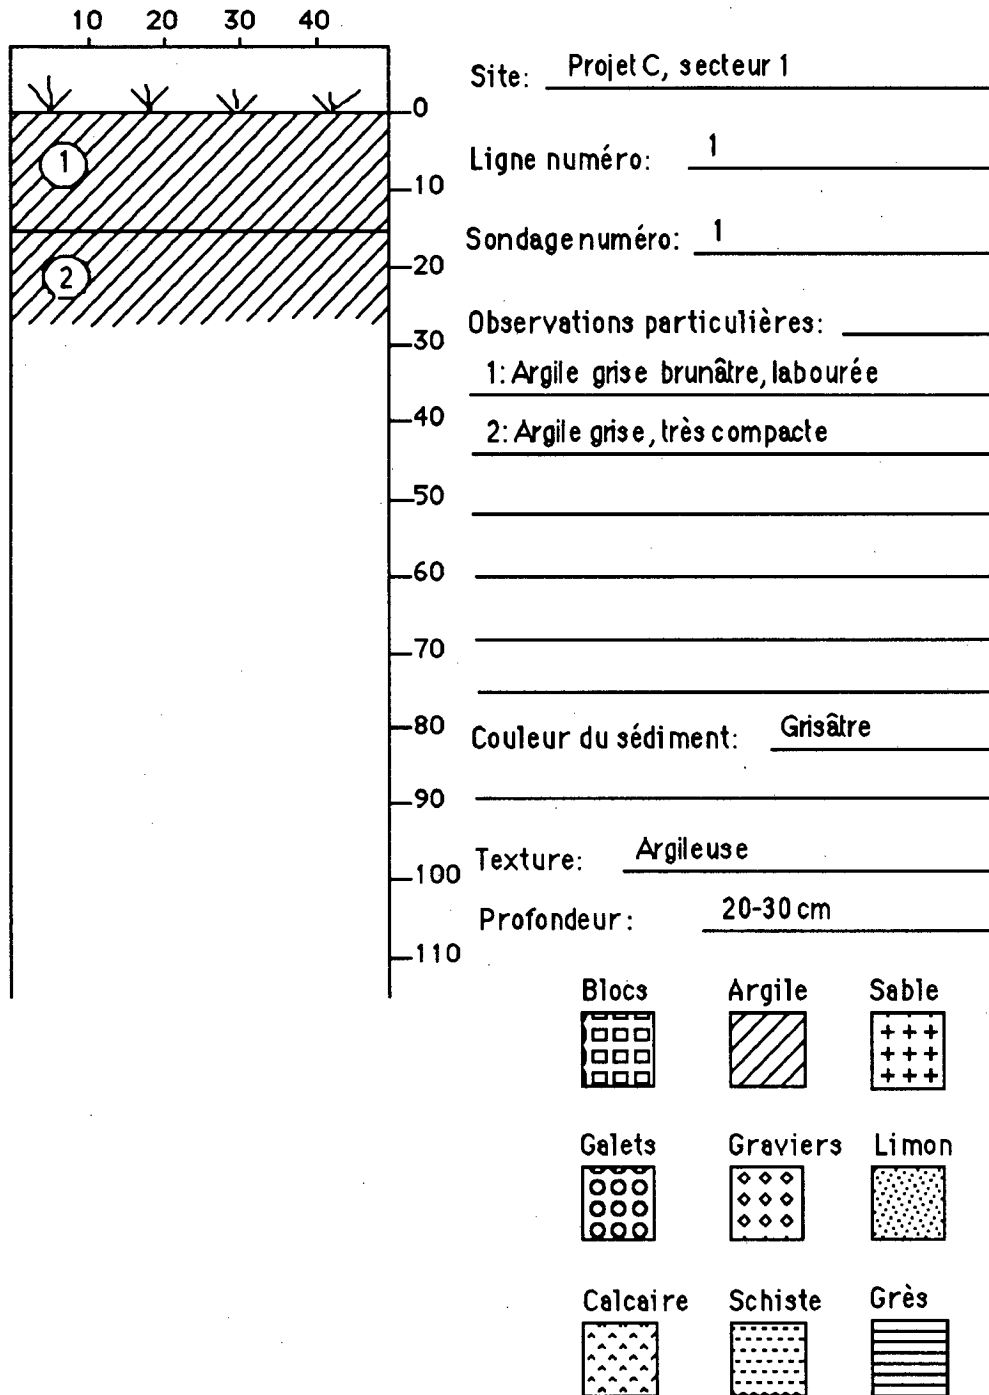 10 20 30 40
0
10
20
30
40
50
60
70
80
90
100
110
1
2
Site: Projet C, secteur 1
Ligne numéro: 1
Sondage numéro: 1
Observations particulières:
1: Argile grise brunâtre, labourée
2: Argile grise, très compacte
Couleur du sédiment: Grisâtre
Texture: Argileuse
Profondeur: 20-30 cm
Blocs Argile Sable
Galets Graviers Limon
Calcaire Schiste Grès